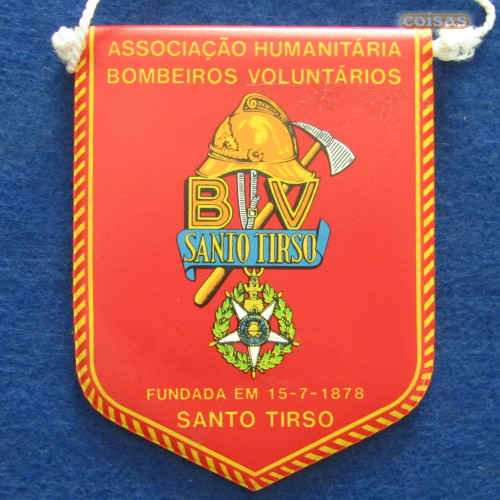 coisas
ASSOCIAÇÃO HUMANITÁRIA
BOMBEIROS VOLUNTÁRIOS
B V
SANTO TIRSO
FUNDADA EM 15-7-1878
SANTO TIRSO